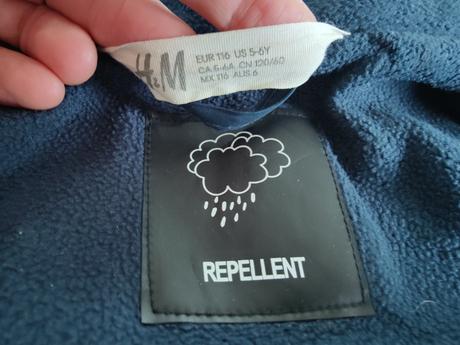 H&M
EUR 116 US 5-6Y
CA 5-6A, CN 120/60
MX 116 AUS 6
REPELLENT